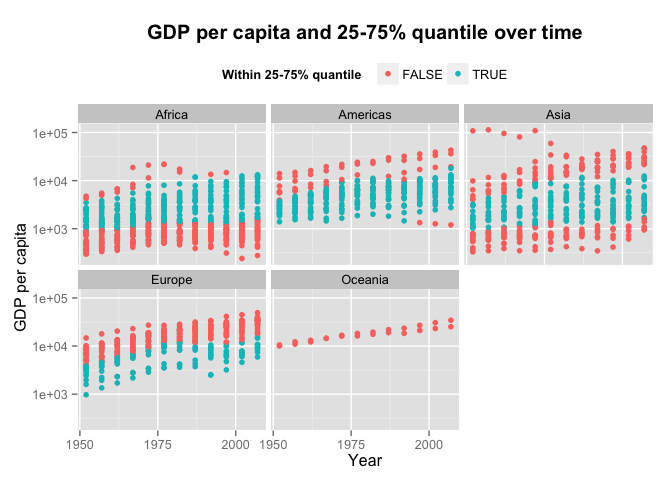 GDP per capita and 25-75% quantile over time
Within 25-75% quantile FALSE TRUE
Africa Americas Asia
1e+05
1e+04
1e+03
GDP per capita
Europe Oceania
1e+05
1e+04
1e+03
1950 1975 2000 1950 1975 2000
Year